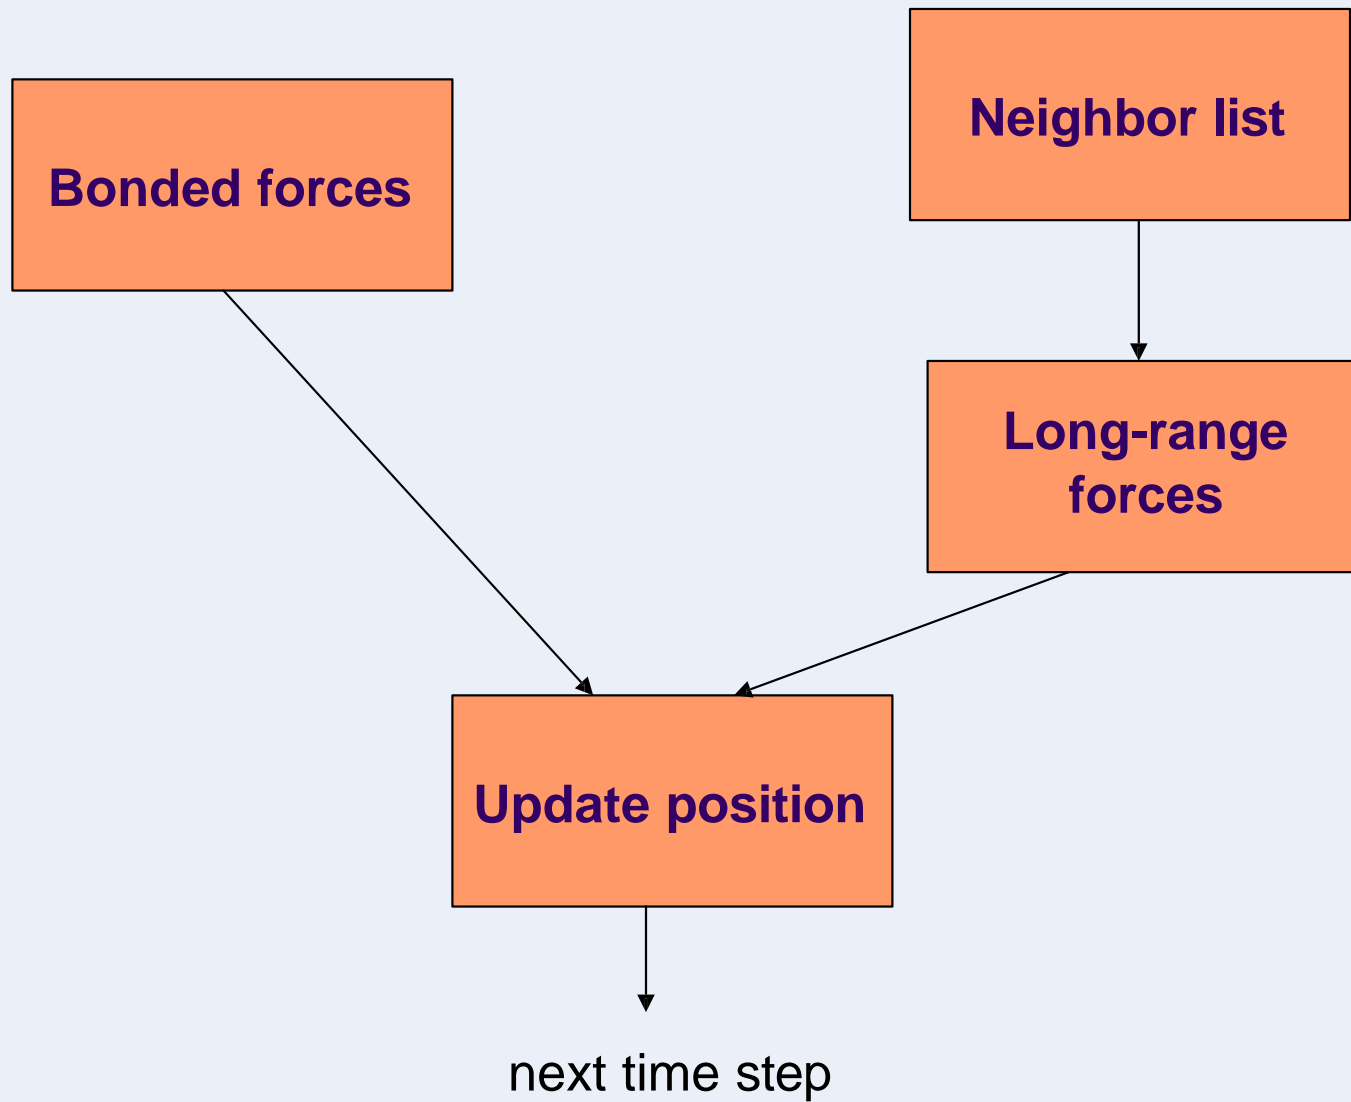 Neighbor list
Bonded forces
Long-range
forces
Update position
next time step